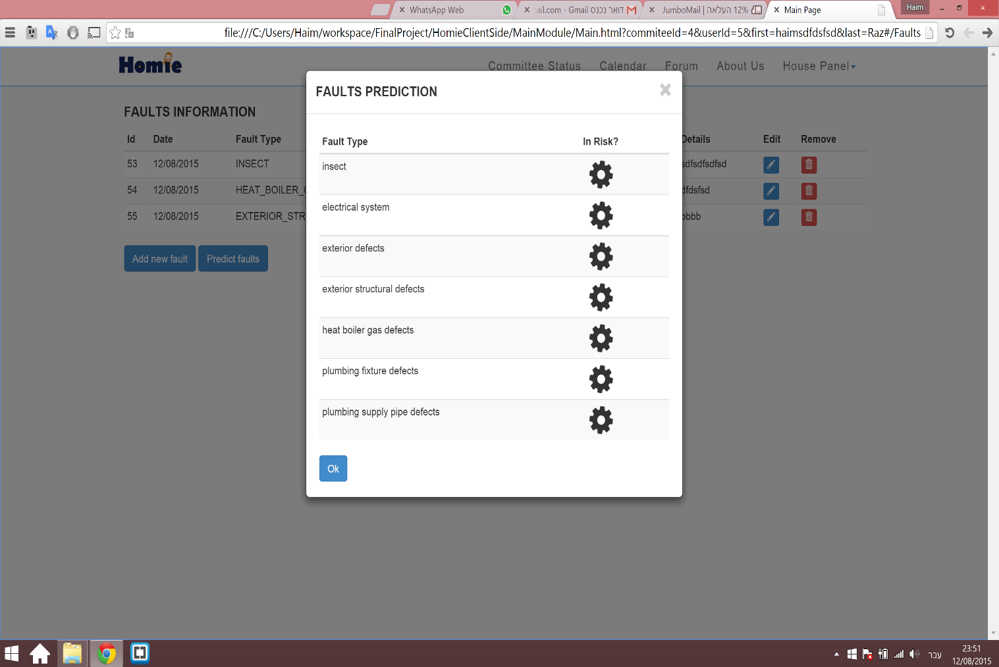 WhatsApp Web
דואר נכנס - Gmail
JumboMail | העלאה 12%
Main Page
Haim
file:///C:/Users/Haim/workspace/FinalProject/HomieClientSide/MainModule/Main.html?commiteeId=4&userId=5&first=haimsdfdsfsd&last=Raz#/Faults
Homie
Committee Status Calendar Forum About Us House Panel
FAULTS PREDICTION
FAULTS INFORMATION
Id Date Fault Type Details Edit Remove
53 12/08/2015 INSECT sdfsdfsdfsd
54 12/08/2015 HEAT_BOILER_ dfdsfsd
55 12/08/2015 EXTERIOR_STR bbbb
Add new fault Predict faults
Fault Type In Risk?
insect
electrical system
exterior defects
exterior structural defects
heat boiler gas defects
plumbing fixture defects
plumbing supply pipe defects
Ok
עבר
23:51
12/08/2015